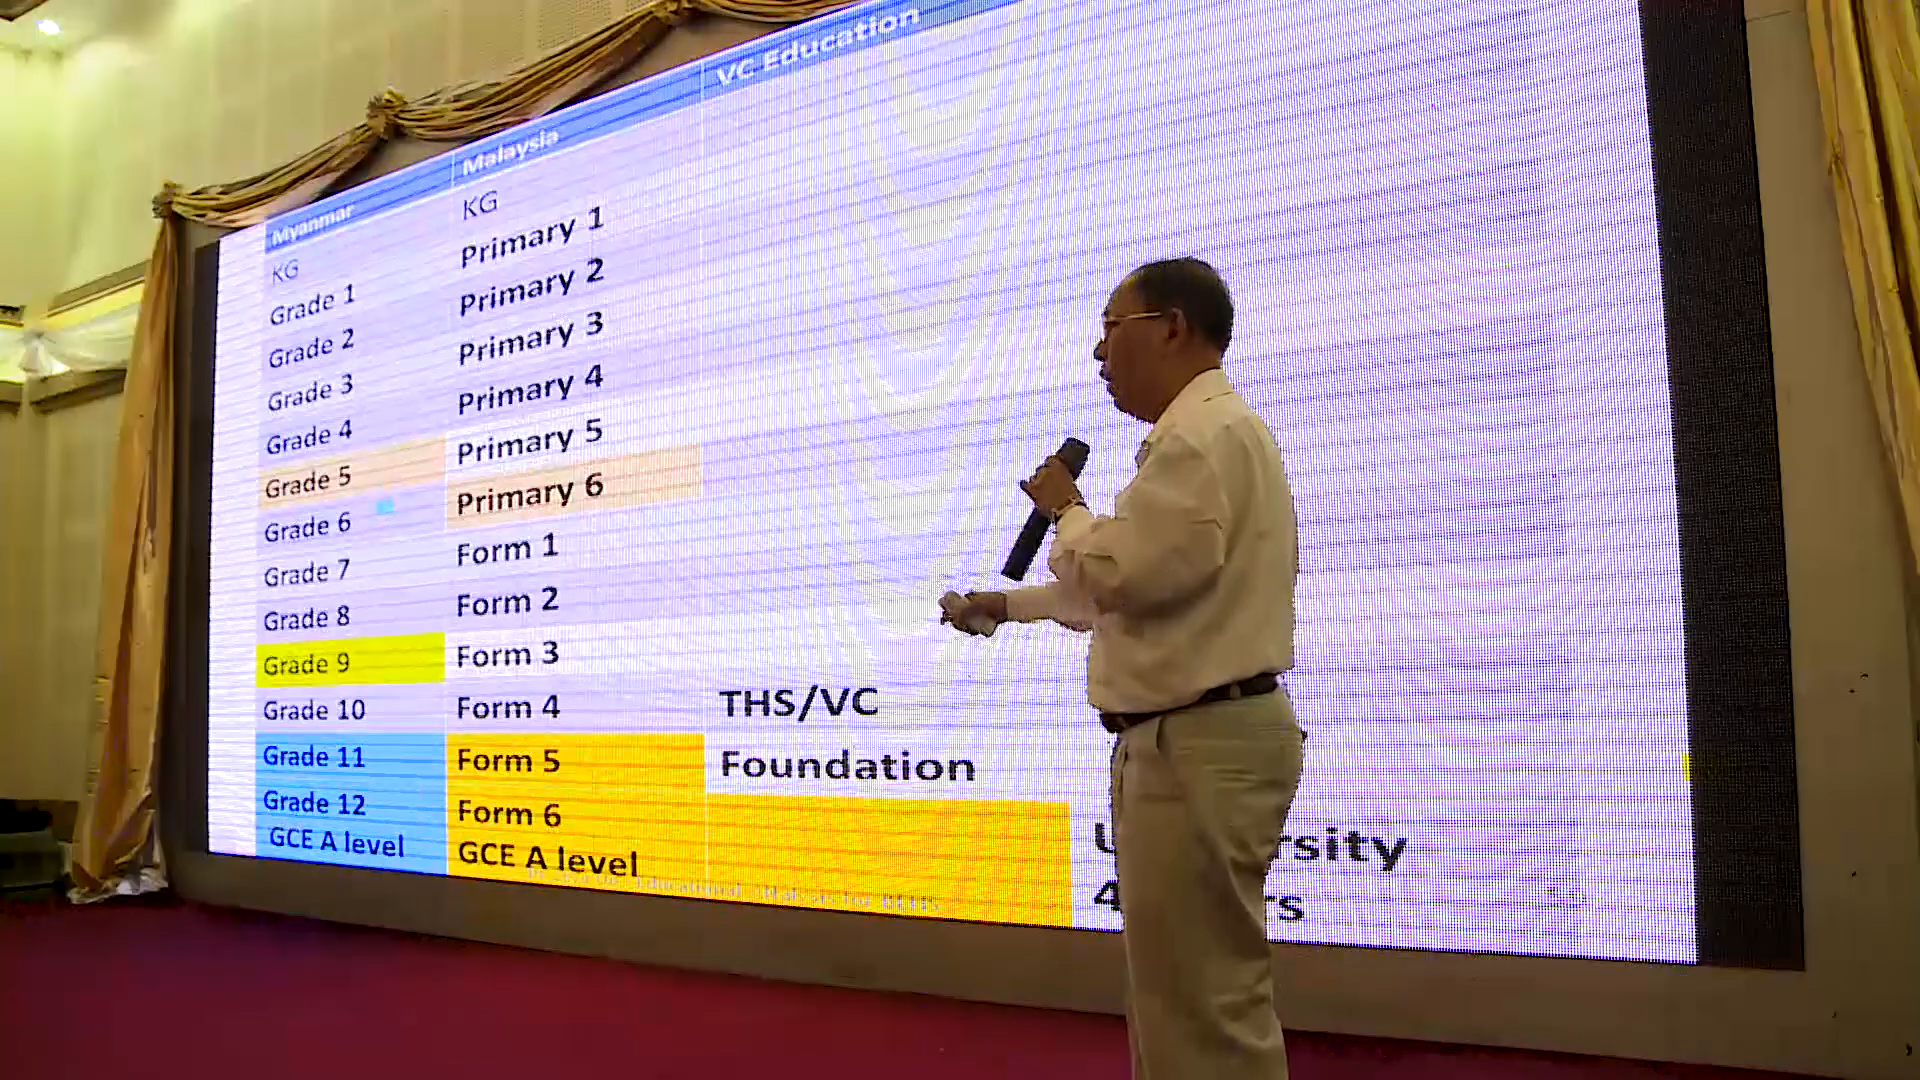 Myanmar
KG
Grade 1
Grade 2
Grade 3
Grade 4
Grade 5
Grade 6
Grade 7
Grade 8
Grade 9
Grade 10
Grade 11
Grade 12
GCE A level
Malaysia
KG
Primary 1
Primary 2
Primary 3
Primary 4
Primary 5
Primary 6
Form 1
Form 2
Form 3
Form 4
Form 5
Form 6
GCE A level
VC Education
THS/VC
Foundation